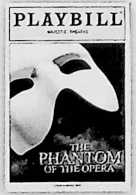 PLAYBILL
MAJESTIC THEATRE
THE
PHANTOM
OF THE OPERA